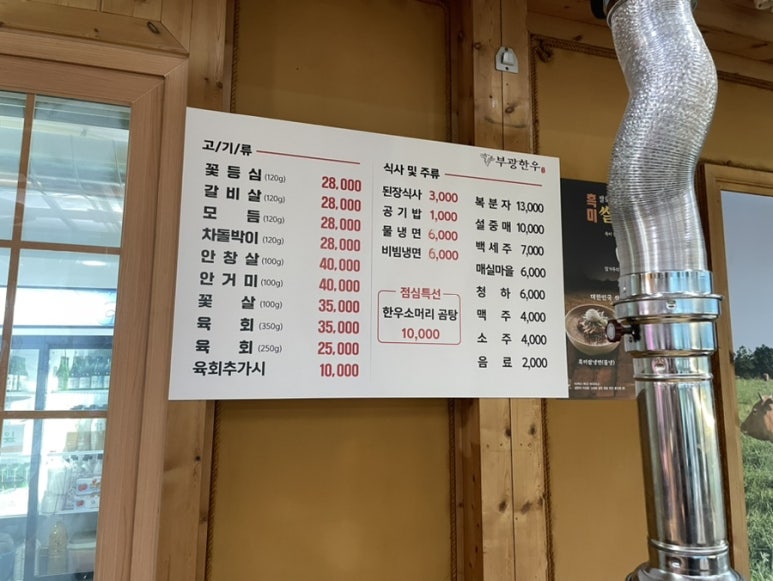 고/기/류
꽃등심 (120g) 28,000
갈비살 (120g) 28,000
모듬 (120g) 28,000
차돌박이 (120g) 28,000
안창살 (100g) 40,000
안거미 (100g) 40,000
꽃살 (100g) 35,000
육회 (350g) 35,000
육회 (250g) 25,000
육회추가시 10,000
식사 및 주류
된장식사 3,000
공기밥 1,000
물냉면 6,000
비빔냉면 6,000
점심특선
한우소머리 곰탕
10,000
부광한우
복분자 13,000
설중매 10,000
백세주 7,000
매실마을 6,000
청하 6,000
맥주 4,000
소주 4,000
음료 2,000
흑미
대한민국